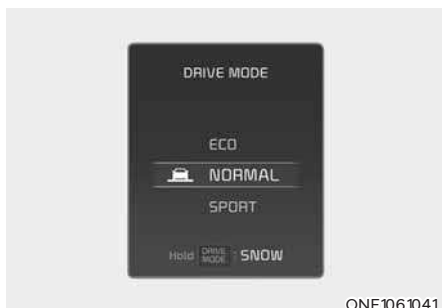 DRIVE MODE
ECO
NORMAL
SPORT
Hold DRIVE MODE : SNOW
ONE1061041